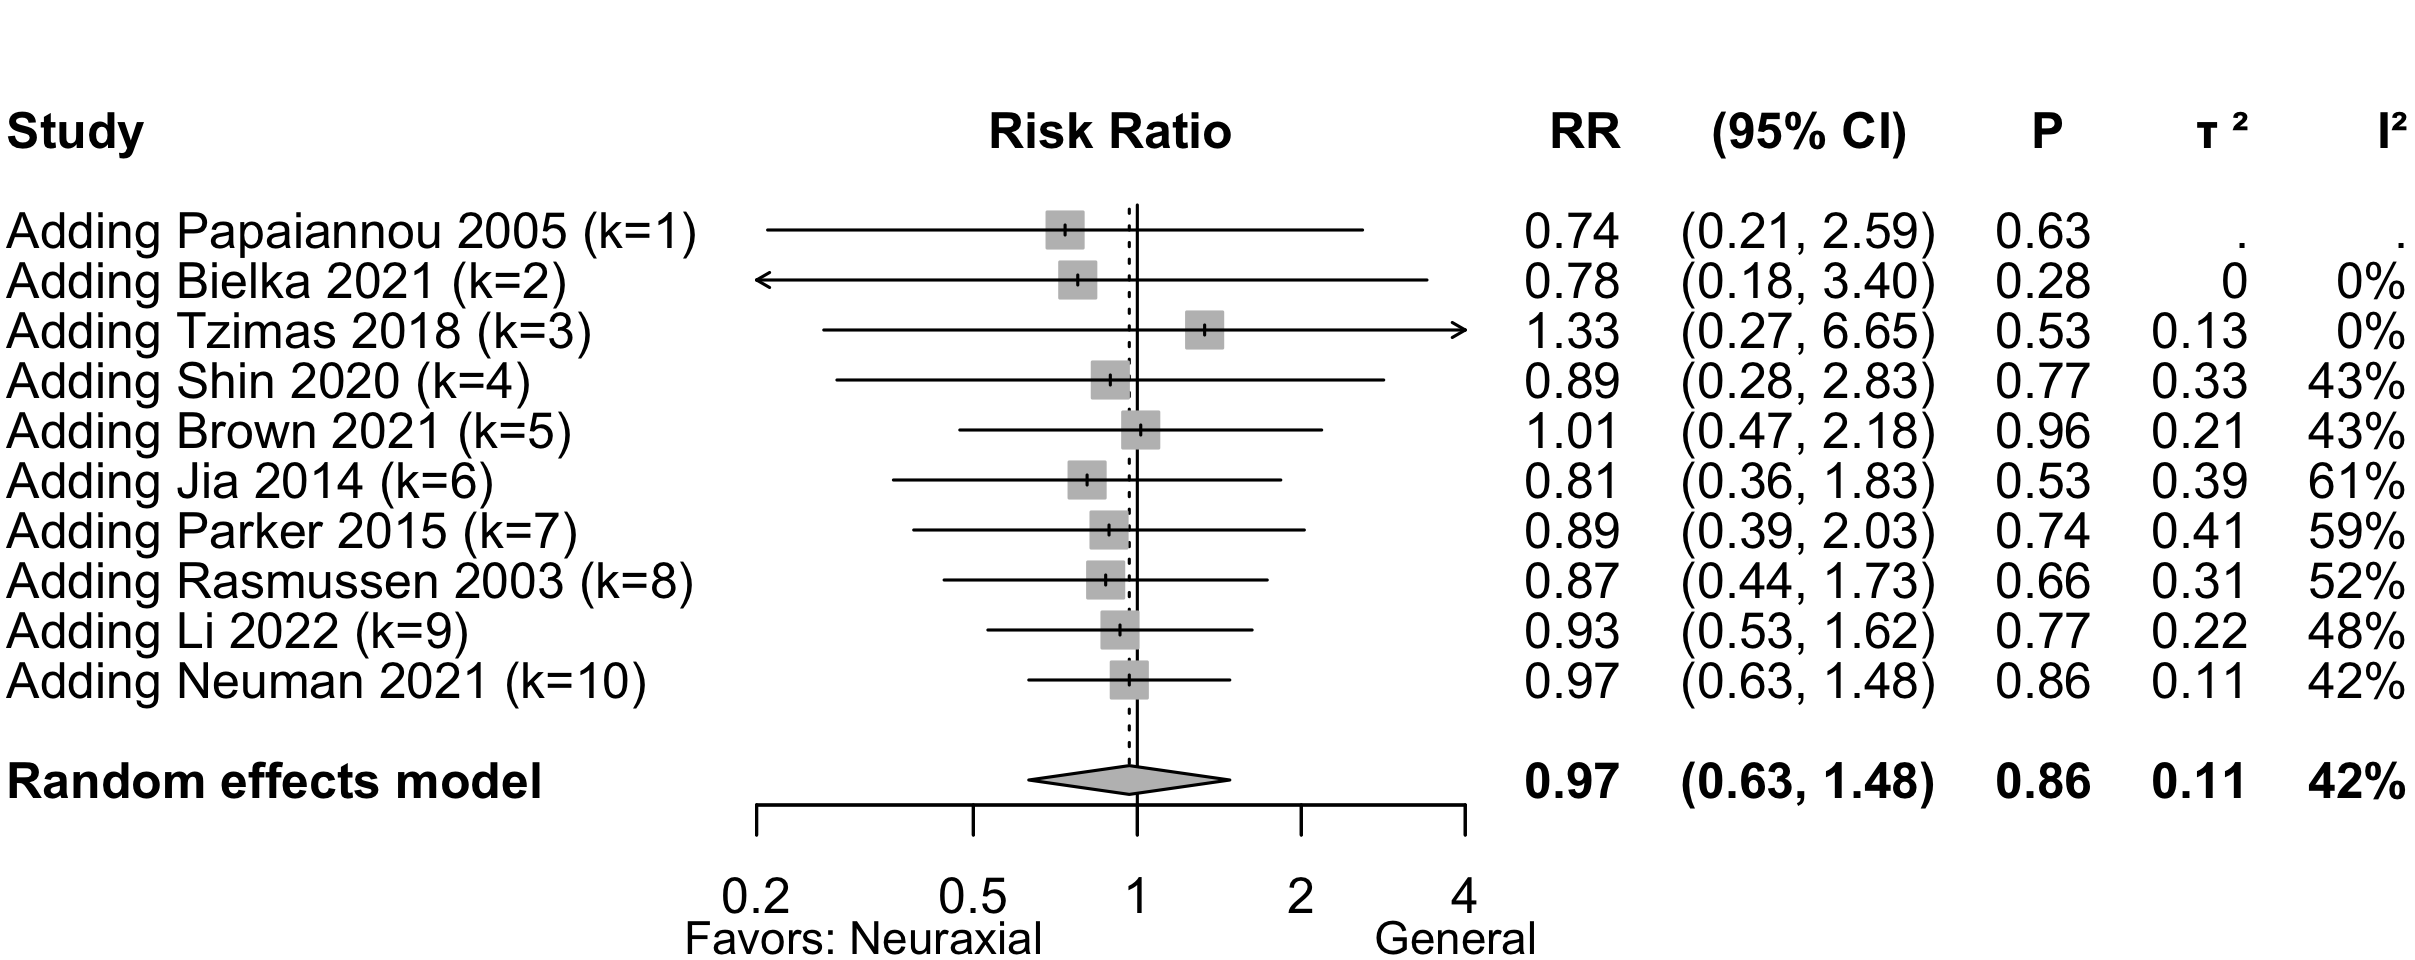 Study Risk Ratio RR (95% CI) P τ ² I²
Adding Papaiannou 2005 (k=1) 0.74 (0.21, 2.59) 0.63 . .
Adding Bielka 2021 (k=2) 0.78 (0.18, 3.40) 0.28 0 0%
Adding Tzimas 2018 (k=3) 1.33 (0.27, 6.65) 0.53 0.13 0%
Adding Shin 2020 (k=4) 0.89 (0.28, 2.83) 0.77 0.33 43%
Adding Brown 2021 (k=5) 1.01 (0.47, 2.18) 0.96 0.21 43%
Adding Jia 2014 (k=6) 0.81 (0.36, 1.83) 0.53 0.39 61%
Adding Parker 2015 (k=7) 0.89 (0.39, 2.03) 0.74 0.41 59%
Adding Rasmussen 2003 (k=8) 0.87 (0.44, 1.73) 0.66 0.31 52%
Adding Li 2022 (k=9) 0.93 (0.53, 1.62) 0.77 0.22 48%
Adding Neuman 2021 (k=10) 0.97 (0.63, 1.48) 0.86 0.11 42%
Random effects model 0.97 (0.63, 1.48) 0.86 0.11 42%
0.2 0.5 1 2 4
Favors: Neuraxial General